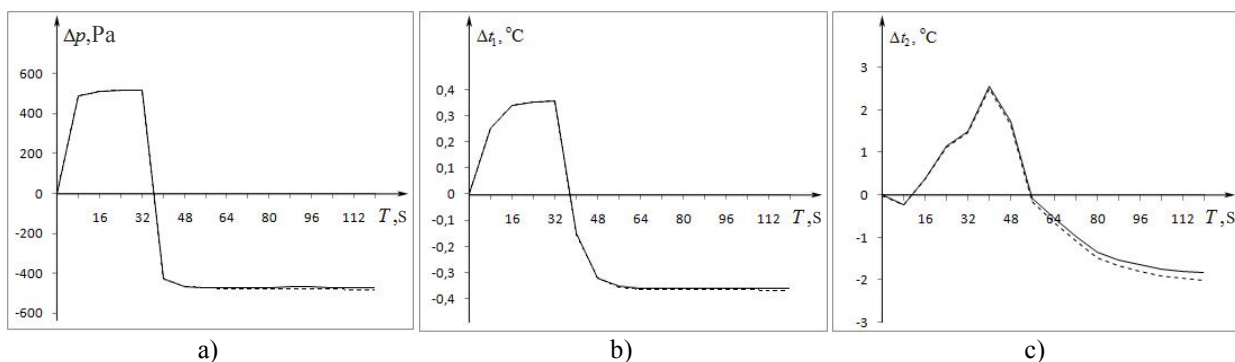 Δp,Pa
600
400
200
0
-200
-400
-600
16 32 48 64 80 96 112 T,S
a)
Δt₁,°C
0,4
0,3
0,2
0,1
0
-0,1
-0,2
-0,3
-0,4
16 32 48 64 80 96 112 T,S
b)
Δt₂,°C
3
2
1
0
-1
-2
-3
16 32 48 64 80 96 112 T,S
c)